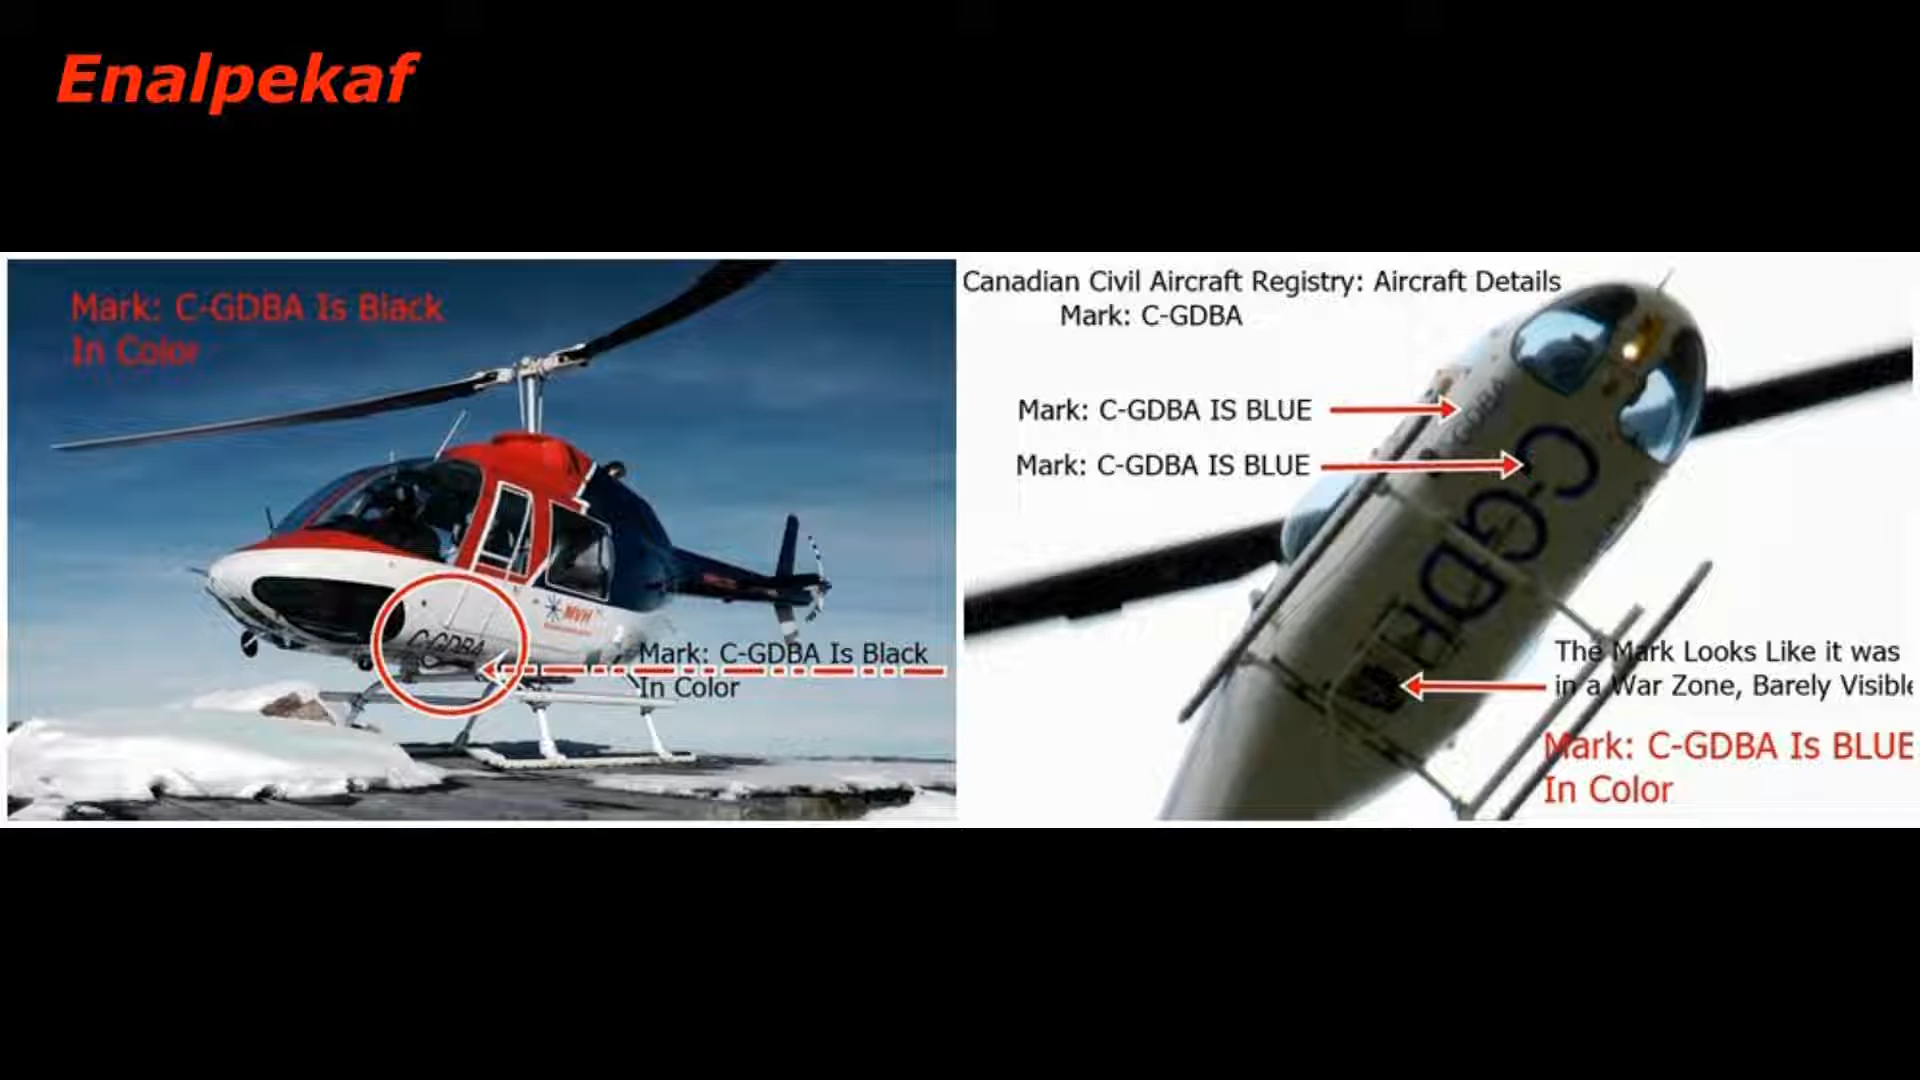 Enalpekaf
Mark: C-GDBA Is Black
In Color
C-GDBA
MVH
Mark: C-GDBA Is Black
In Color
Canadian Civil Aircraft Registry: Aircraft Details
Mark: C-GDBA
Mark: C-GDBA IS BLUE
Mark: C-GDBA IS BLUE
GDBA
C-GDBA
The Mark Looks Like it was
in a War Zone, Barely Visible
Mark: C-GDBA Is BLUE
In Color